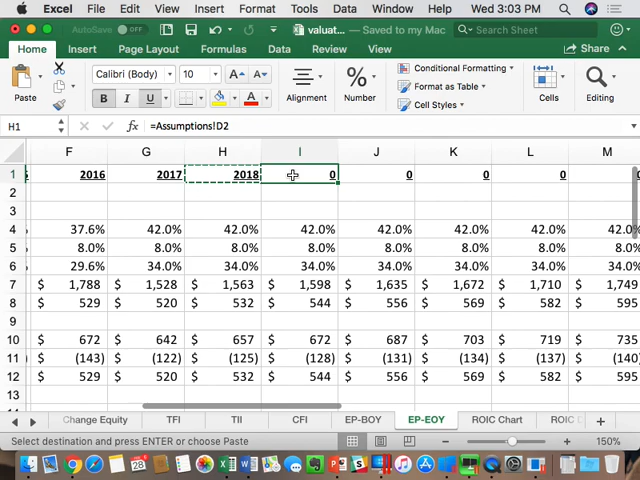 Excel File Edit View Insert Format Tools Data Window Help Wed 3:03 PM
AutoSave OFF valuat... — Saved to my Mac Search Sheet
Home Insert Page Layout Formulas Data Review View Share
Paste Calibri (Body) 10 A A Alignment % Number Conditional Formatting Format as Table Cell Styles Cells Editing
B I U A
H1 fx =Assumptions!D2
F G H I J K L M
1 2016 2017 2018 0 0 0 0
2
3
4 37.6% 42.0% 42.0% 42.0% 42.0% 42.0% 42.0% 42.0%
5 8.0% 8.0% 8.0% 8.0% 8.0% 8.0% 8.0% 8.0%
6 29.6% 34.0% 34.0% 34.0% 34.0% 34.0% 34.0% 34.0%
7 $ 1,788 $ 1,528 $ 1,563 $ 1,598 $ 1,635 $ 1,672 $ 1,710 $ 1,749
8 $ 529 $ 520 $ 532 $ 544 $ 556 $ 569 $ 582 $ 595
9
10 $ 672 $ 642 $ 657 $ 672 $ 687 $ 703 $ 719 $ 735
11 (143) $ (122) $ (125) $ (128) $ (131) $ (134) $ (137) $ (140)
12 $ 529 $ 520 $ 532 $ 544 $ 556 $ 569 $ 582 $ 595
13
Change Equity TFI TII CFI EP-BOY EP-EOY ROIC Chart ROIC
Select destination and press ENTER or choose Paste 150%